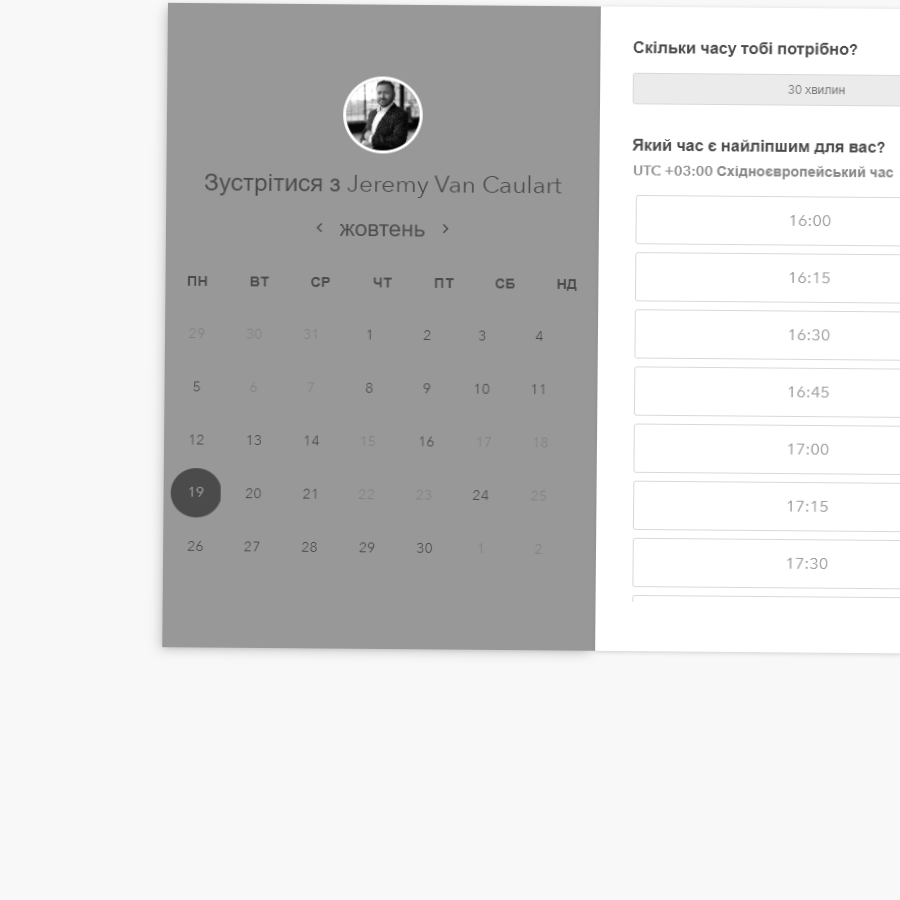 Зустрітися з Jeremy Van Caulart
жовтень
ПН ВТ СР ЧТ ПТ СБ НД
29 30 31 1 2 3 4
5 6 7 8 9 10 11
12 13 14 15 16 17 18
19 20 21 22 23 24 25
26 27 28 29 30 1 2
Скільки часу тобі потрібно?
30 хвилин
Який час є найліпшим для вас?
UTC +03:00 Східноєвропейський час
16:00
16:15
16:30
16:45
17:00
17:15
17:30